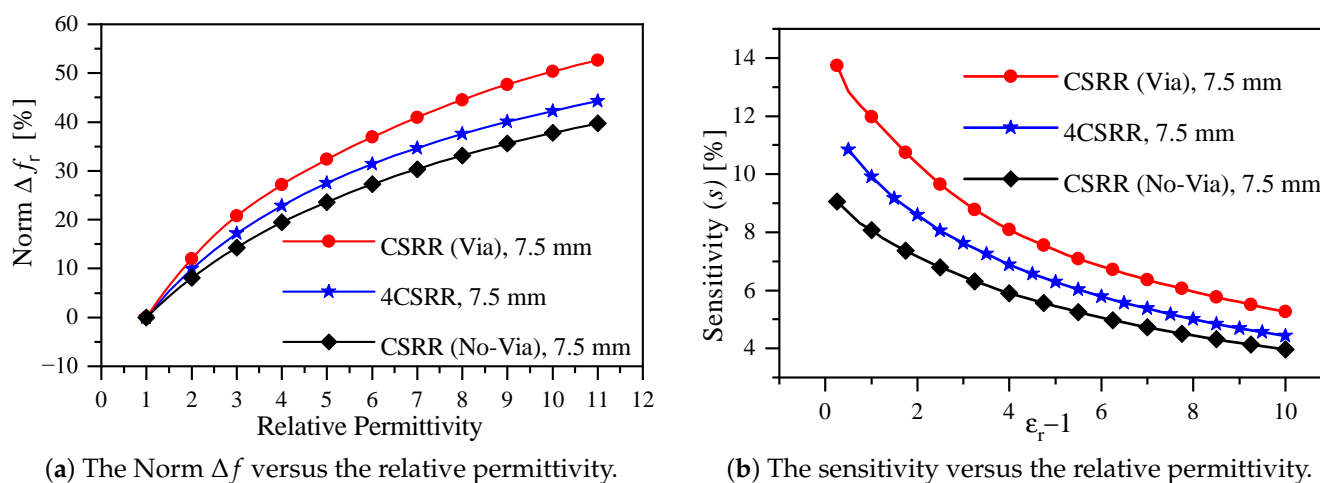 60
50
40
30
20
10
0
−10
Norm Δ f_r [%]
CSRR (Via), 7.5 mm
4CSRR, 7.5 mm
CSRR (No-Via), 7.5 mm
0 1 2 3 4 5 6 7 8 9 10 11 12
Relative Permittivity
(a) The Norm Δf versus the relative permittivity.
14
12
10
8
6
4
Sensitivity (s) [%]
CSRR (Via), 7.5 mm
4CSRR, 7.5 mm
CSRR (No-Via), 7.5 mm
0 2 4 6 8 10
ε_r−1
(b) The sensitivity versus the relative permittivity.